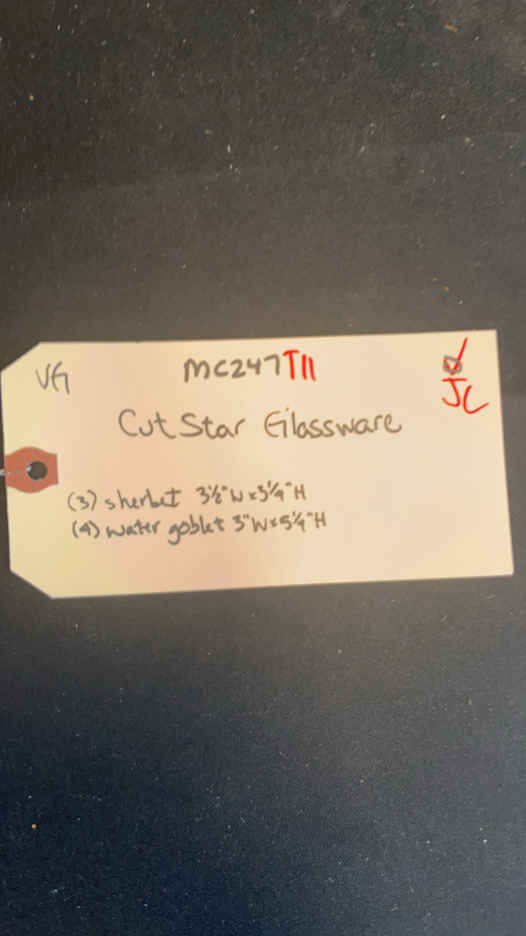 VG MC247T11
JC
Cut Star Glassware
(3) sherbet 3½"W x 3¼"H
(4) water goblet 3"W x 5¼"H